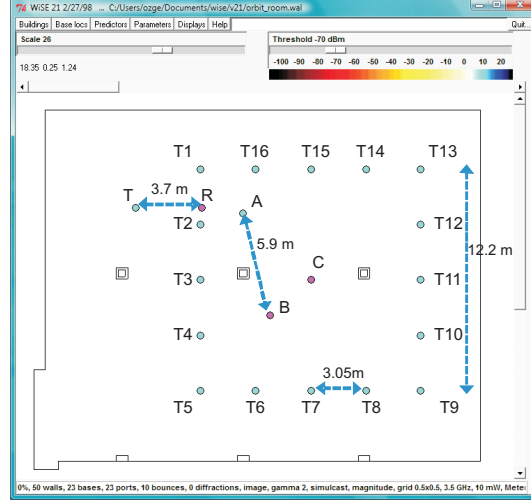 WiSE 21 2/27/98 ... C:/Users/ozge/Documents/wise/v21/orbit_room.wal
Buildings Base locs Predictors Parameters Displays Help Quit...
Scale 26 Threshold -70 dBm
18.35 0.25 1.24
-100 -90 -80 -70 -60 -50 -40 -30 -20 -10 0 10 20
T1 T16 T15 T14 T13
T 3.7 m R A
T2 T12
5.9 m 12.2 m
C
T3 T11
B
T4 T10
3.05m
T5 T6 T7 T8 T9
0%, 50 walls, 23 bases, 23 ports, 10 bounces, 0 diffractions, image, gamma 2, simulcast, magnitude, grid 0.5x0.5, 3.5 GHz, 10 mW, Mete